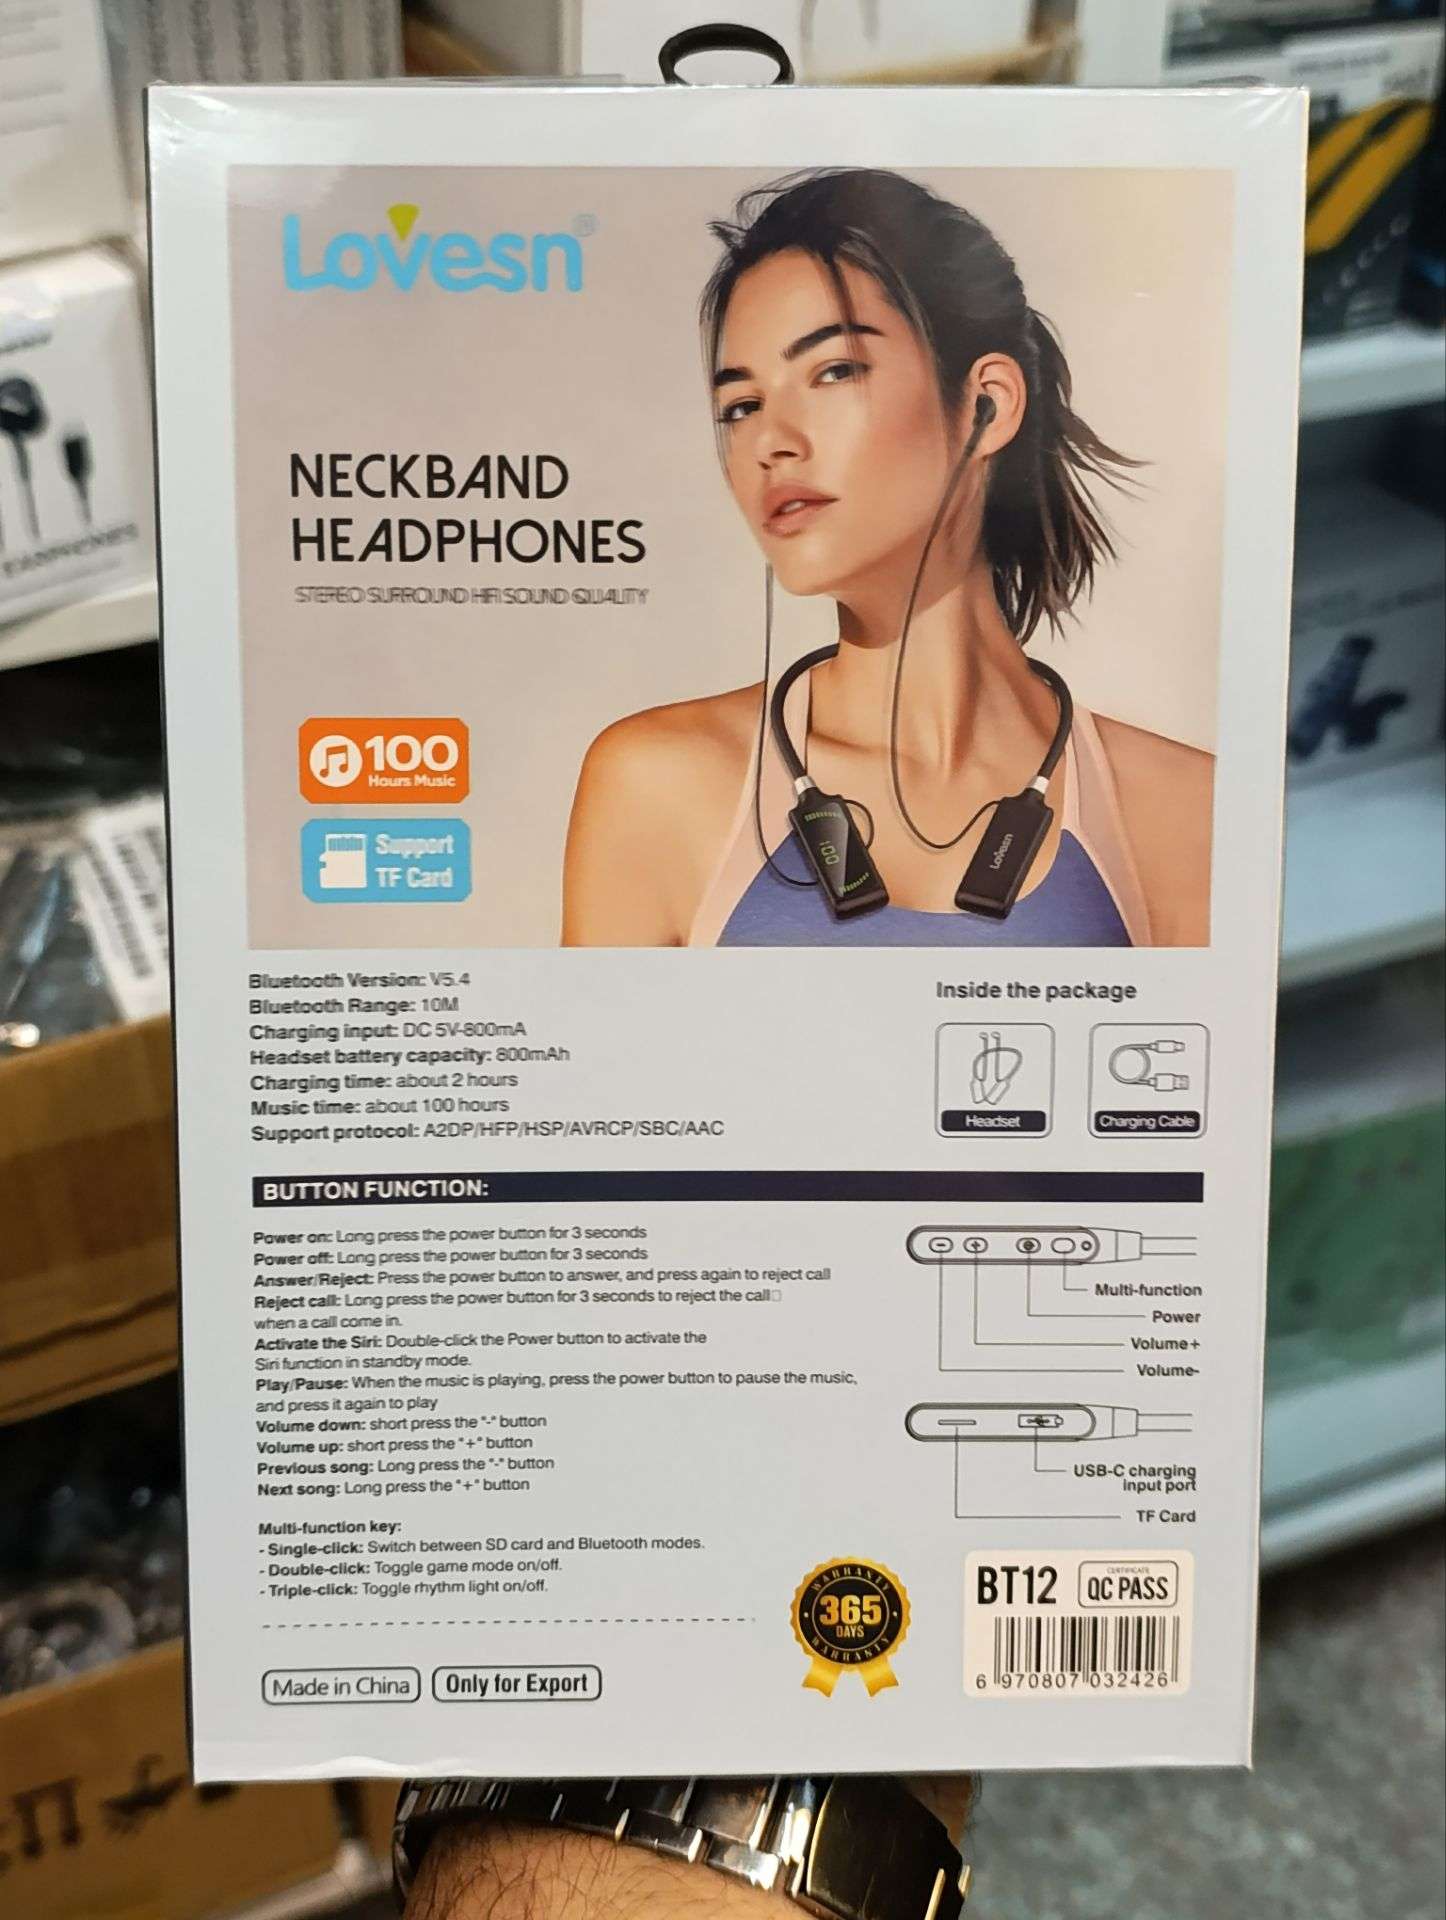 Lovesn®
NECKBAND
HEADPHONES
STEREO SURROUND HIFI SOUND QUALITY
100
Hours Music
Support
TF Card
100
Lovesn
Bluetooth Version: V5.4
Bluetooth Range: 10M
Charging input: DC 5V-800mA
Headset battery capacity: 800mAh
Charging time: about 2 hours
Music time: about 100 hours
Support protocol: A2DP/HFP/HSP/AVRCP/SBC/AAC
Inside the package
Headset
Charging Cable
BUTTON FUNCTION:
Power on: Long press the power button for 3 seconds
Power off: Long press the power button for 3 seconds
Answer/Reject: Press the power button to answer, and press again to reject call
Reject call: Long press the power button for 3 seconds to reject the call□
when a call come in.
Activate the Siri: Double-click the Power button to activate the
Siri function in standby mode.
Play/Pause: When the music is playing, press the power button to pause the music,
and press it again to play
Volume down: short press the "-" button
Volume up: short press the "+" button
Previous song: Long press the "-" button
Next song: Long press the "+" button
Multi-function key:
- Single-click: Switch between SD card and Bluetooth modes.
- Double-click: Toggle game mode on/off.
- Triple-click: Toggle rhythm light on/off.
Multi-function
Power
Volume+
Volume-
USB-C charging
input port
TF Card
Made in China
Only for Export
WARRANTY
365
DAYS
WARRANTY
BT12
CERTIFICATE
QC PASS
6 970807 032426
EARPHONES